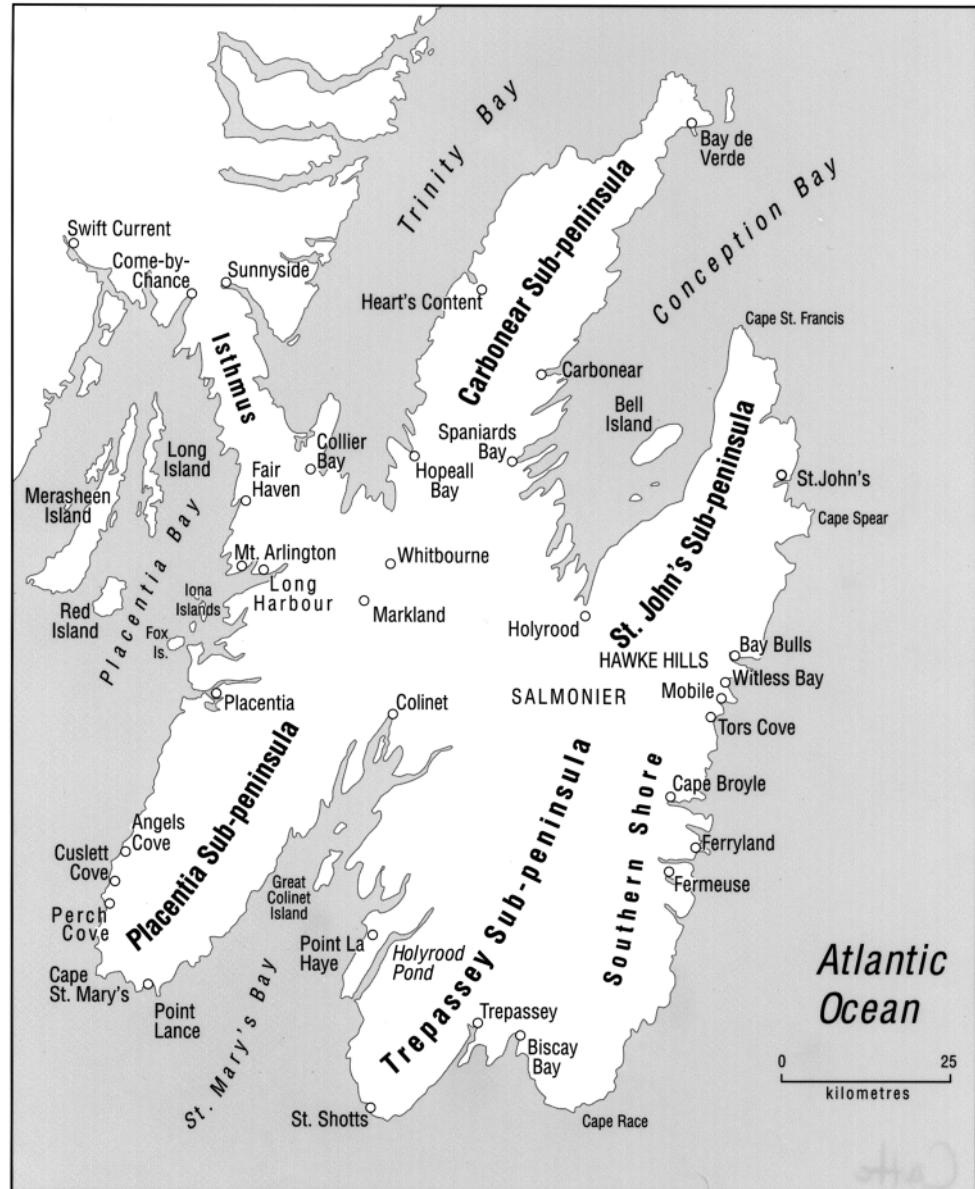 Trinity Bay
Bay de
Verde
Conception Bay
Carbonear Sub-peninsula
Swift Current
Come-by-
Chance
Sunnyside
Heart's Content
Cape St. Francis
Isthmus
Carbonear
Bell
Island
Collier
Bay
Spaniards
Bay
Hopeall
Bay
Long
Island
Fair
Haven
Merasheen
Island
St.John's
Cape Spear
St. John's Sub-peninsula
Placentia Bay
Mt. Arlington
Long
Harbour
Whitbourne
Iona
Islands
Red
Island
Markland
Holyrood
Fox
Is.
HAWKE HILLS
Bay Bulls
Witless Bay
Mobile
Placentia
Colinet
SALMONIER
Tors Cove
Placentia Sub-peninsula
Trepassey Sub-peninsula
Southern Shore
Cape Broyle
Angels
Cove
Ferryland
Cuslett
Cove
Fermeuse
Great
Colinet
Island
Perch
Cove
Point La
Haye
Holyrood
Pond
Cape
St. Mary's
Point
Lance
St. Mary's Bay
Atlantic
Ocean
Trepassey
Biscay
Bay
0 25
kilometres
St. Shotts
Cape Race